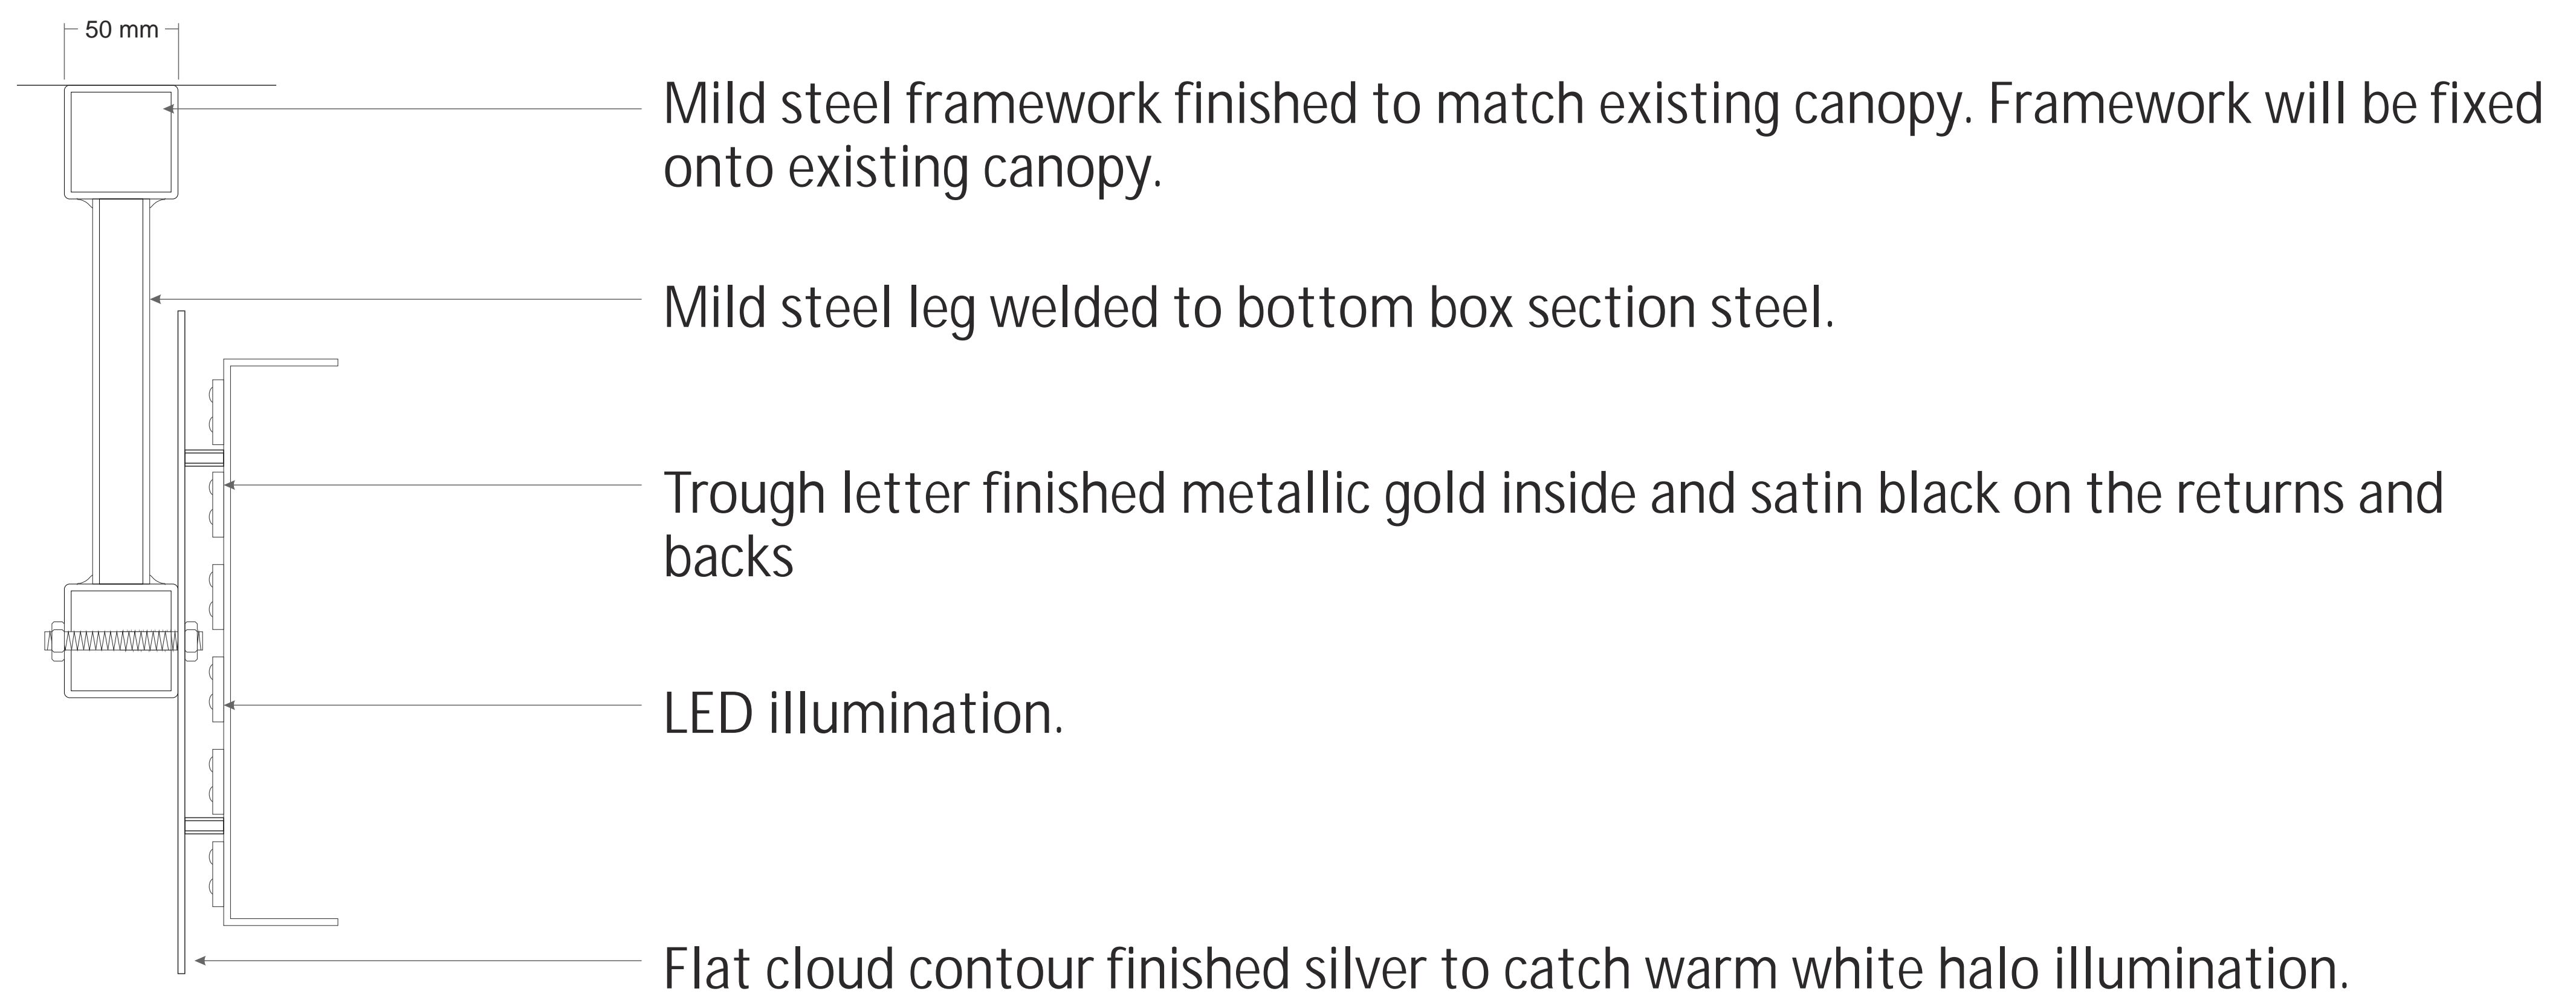 50 mm
Mild steel framework finished to match existing canopy. Framework will be fixed
onto existing canopy.
Mild steel leg welded to bottom box section steel.
Trough letter finished metallic gold inside and satin black on the returns and
backs
LED illumination.
Flat cloud contour finished silver to catch warm white halo illumination.